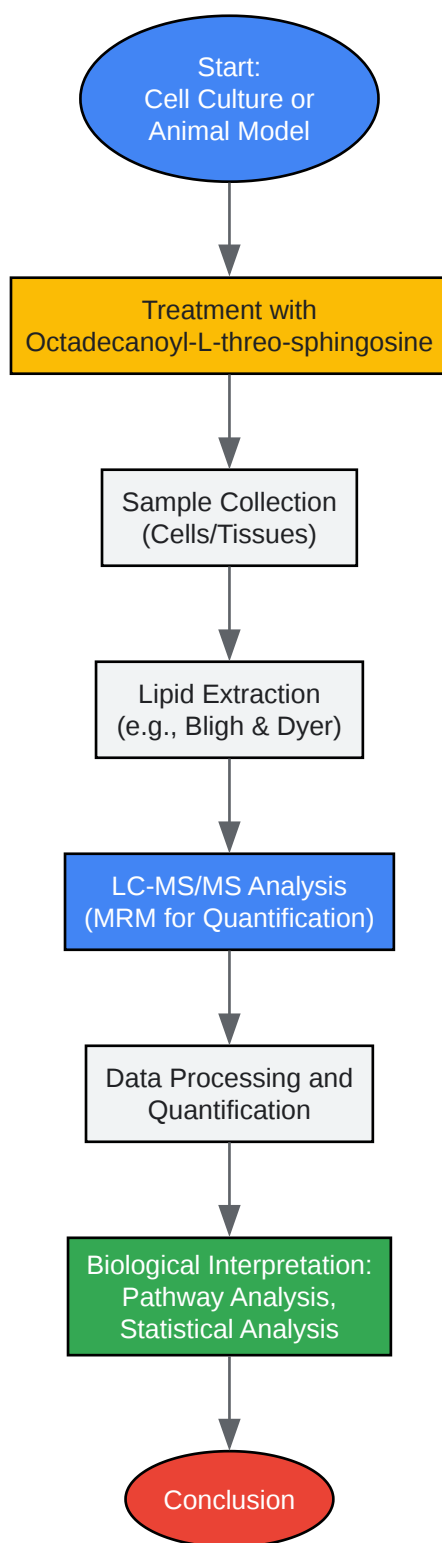 Start:
Cell Culture or
Animal Model
Treatment with
Octadecanoyl-L-threo-sphingosine
Sample Collection
(Cells/Tissues)
Lipid Extraction
(e.g., Bligh & Dyer)
LC-MS/MS Analysis
(MRM for Quantification)
Data Processing and
Quantification
Biological Interpretation:
Pathway Analysis,
Statistical Analysis
Conclusion